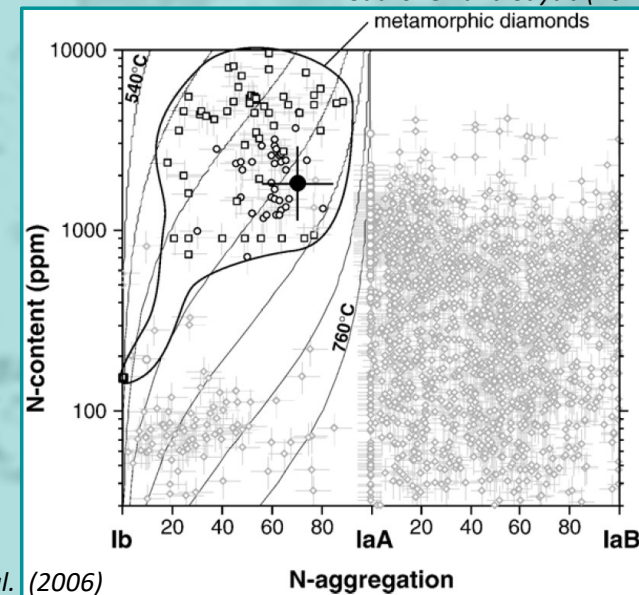 metamorphic diamonds
10000
540°C
1000
N-content (ppm)
760°C
100
Ib 20 40 60 80 IaA 20 40 60 80 IaB
N-aggregation
(2006)